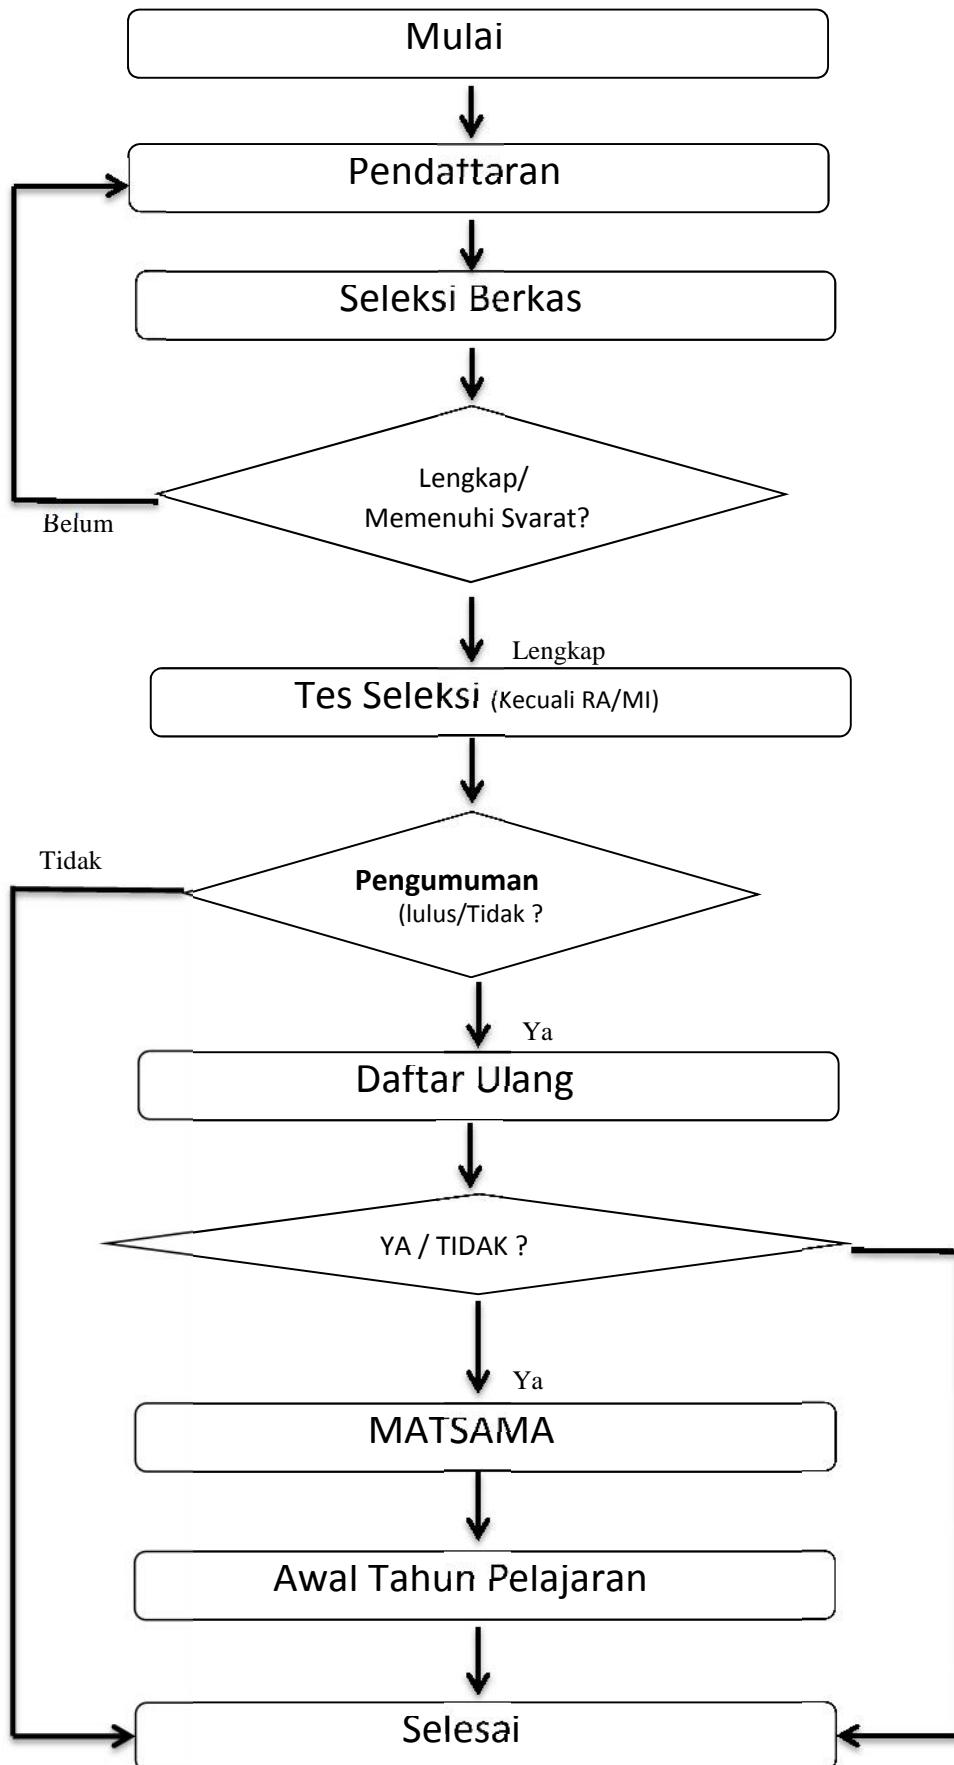 Mulai
Pendaftaran
Seleksi Berkas
Lengkap/
Memenuhi Svarat?
Belum
Lengkap
Tes Seleksi (Kecuali RA/MI)
Tidak
Pengumuman
(lulus/Tidak ?
Ya
Daftar Ulang
YA / TIDAK ?
Ya
MATSAMA
Awal Tahun Pelajaran
Selesai